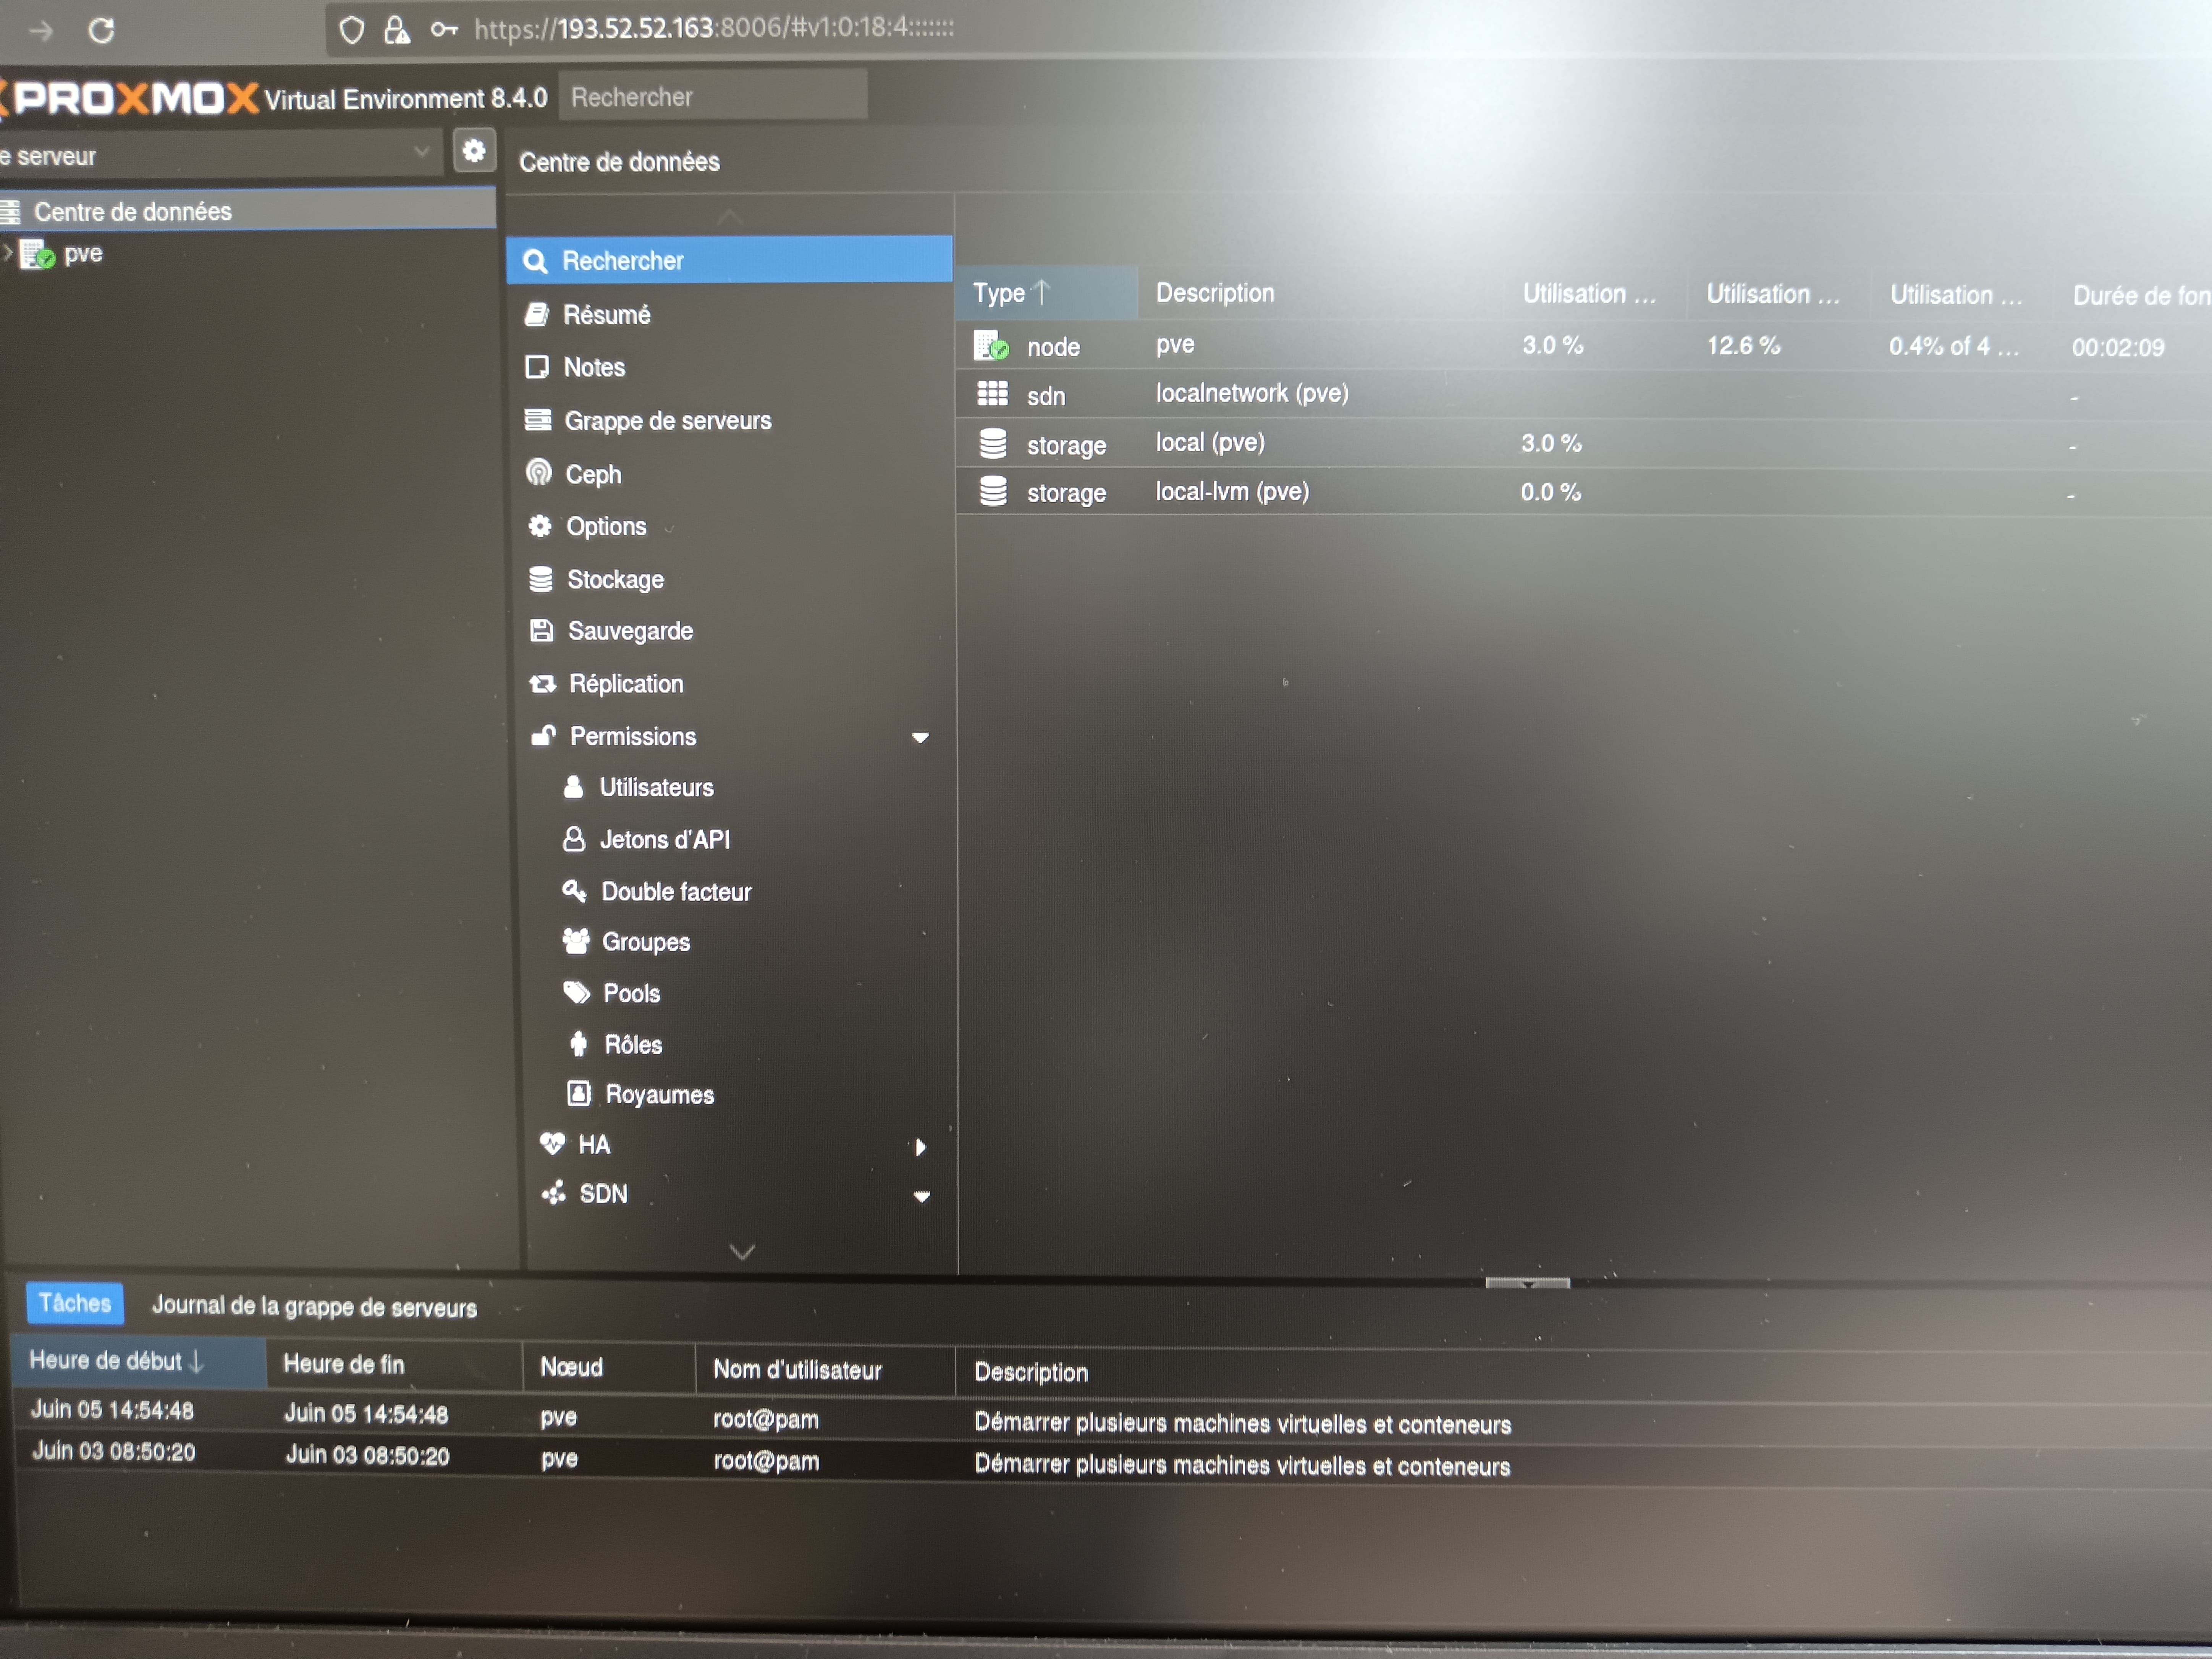 https://193.52.52.163:8006/#v1:0:18:4:::::::
PROXMOX Virtual Environment 8.4.0 Rechercher
e serveur
Centre de données
pve
Centre de données
Rechercher
Résumé
Notes
Grappe de serveurs
Ceph
Options
Stockage
Sauvegarde
Réplication
Permissions
Utilisateurs
Jetons d'API
Double facteur
Groupes
Pools
Rôles
Royaumes
HA
SDN
Type Description Utilisation ... Utilisation ... Utilisation ... Durée de fon
node pve 3.0 % 12.6 % 0.4% of 4 ... 00:02:09
sdn localnetwork (pve) -
storage local (pve) 3.0 % -
storage local-lvm (pve) 0.0 % -
Tâches Journal de la grappe de serveurs
Heure de début Heure de fin Nœud Nom d'utilisateur Description
Juin 05 14:54:48 Juin 05 14:54:48 pve root@pam Démarrer plusieurs machines virtuelles et conteneurs
Juin 03 08:50:20 Juin 03 08:50:20 pve root@pam Démarrer plusieurs machines virtuelles et conteneurs